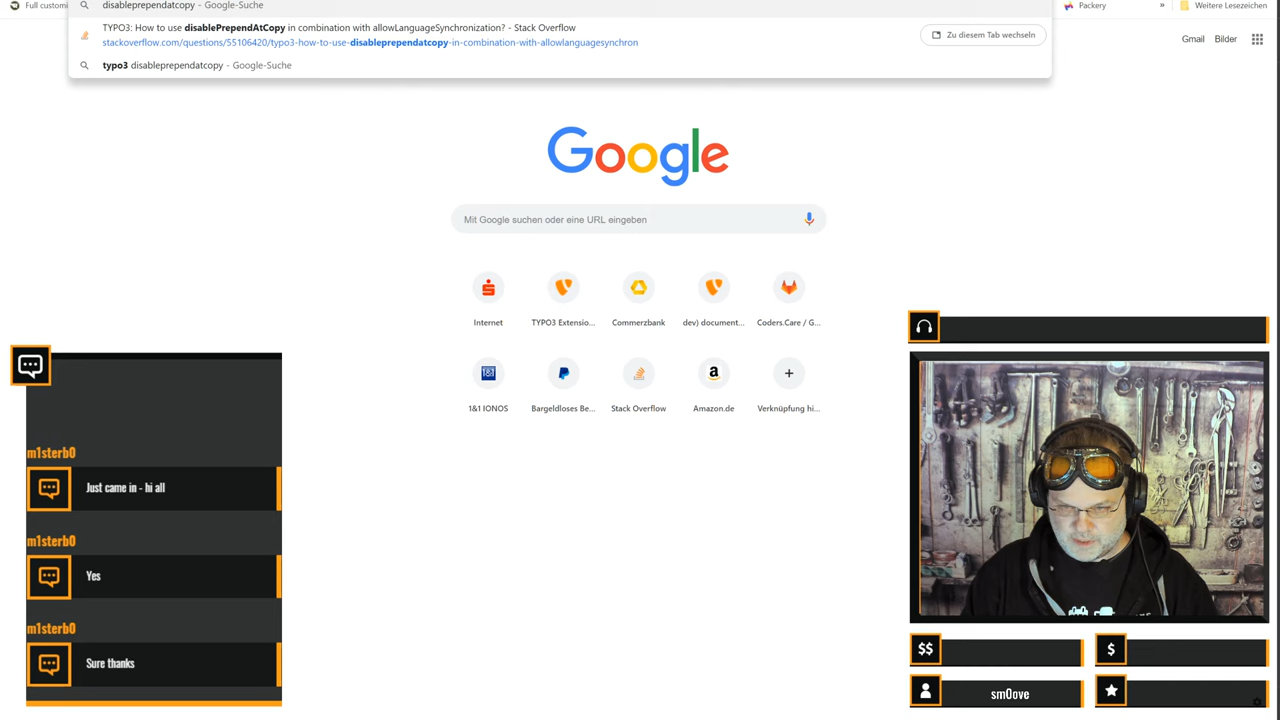 Full customi
disableprependatcopy - Google-Suche
Packery
»
Weitere Lesezeichen
TYPO3: How to use disablePrependAtCopy in combination with allowLanguageSynchronization? - Stack Overflow
stackoverflow.com/questions/55106420/typo3-how-to-use-disableprependatcopy-in-combination-with-allowlanguagesynchron
Zu diesem Tab wechseln
typo3 disableprependatcopy - Google-Suche
Gmail
Bilder
Google
Mit Google suchen oder eine URL eingeben
Internet
TYPO3 Extensio...
Commerzbank
dev) document...
Coders.Care / G...
1&1
1&1 IONOS
Bargeldloses Be...
Stack Overflow
Amazon.de
Verknüpfung hi...
m1sterb0
Just came in - hi all
m1sterb0
Yes
m1sterb0
Sure thanks
$$
$
sm0ove